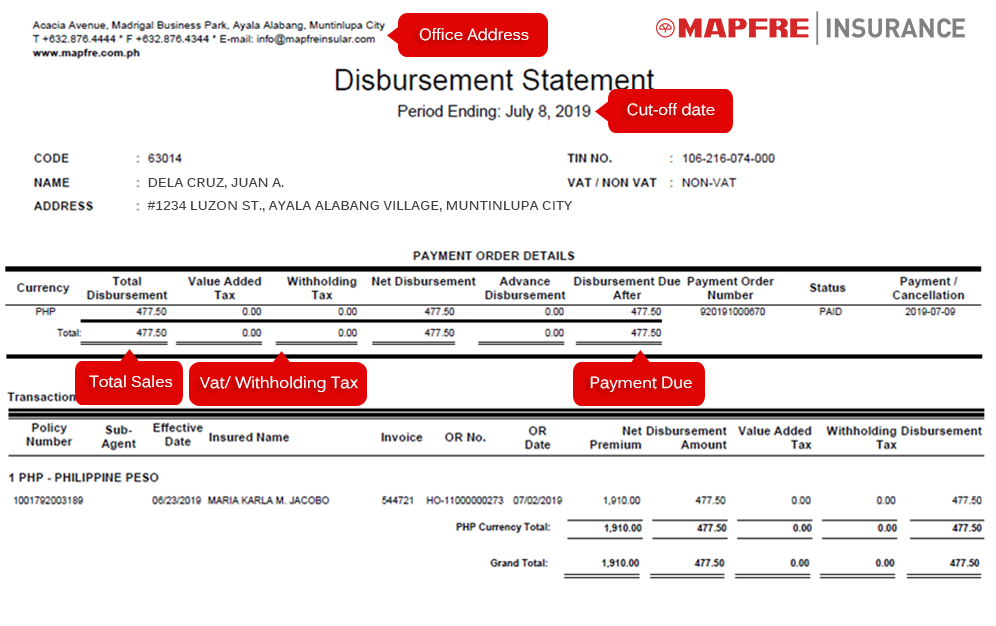 Acacia Avenue, Madrigal Business Park, Ayala Alabang, Muntinlupa City
T +632.876.4444 * F +632.876.4344 * E-mail: info@mapfreinsular.com
www.mapfre.com.ph
Office Address
MAPFRE INSURANCE
Disbursement Statement
Period Ending: July 8, 2019
Cut-off date
CODE : 63014 TIN NO. : 106-216-074-000
NAME : DELA CRUZ, JUAN A. VAT / NON VAT : NON-VAT
ADDRESS : #1234 LUZON ST., AYALA ALABANG VILLAGE, MUNTINLUPA CITY
PAYMENT ORDER DETAILS
Currency Total Disbursement Value Added Tax Withholding Tax Net Disbursement Advance Disbursement Disbursement Due After Payment Order Number Status Payment / Cancellation
PHP 477.50 0.00 0.00 477.50 0.00 477.50 920191000670 PAID 2019-07-09
Total: 477.50 0.00 0.00 477.50 0.00 477.50
Total Sales Vat/ Withholding Tax Payment Due
Transaction
Policy Number Sub-Agent Effective Date Insured Name Invoice OR No. OR Date Net Premium Disbursement Amount Value Added Tax Withholding Tax Disbursement
1 PHP - PHILIPPINE PESO
1001792003189 06/23/2019 MARIA KARLA M. JACOBO 544721 HO-11000000273 07/02/2019 1,910.00 477.50 0.00 0.00 477.50
PHP Currency Total: 1,910.00 477.50 0.00 0.00 477.50
Grand Total: 1,910.00 477.50 0.00 0.00 477.50